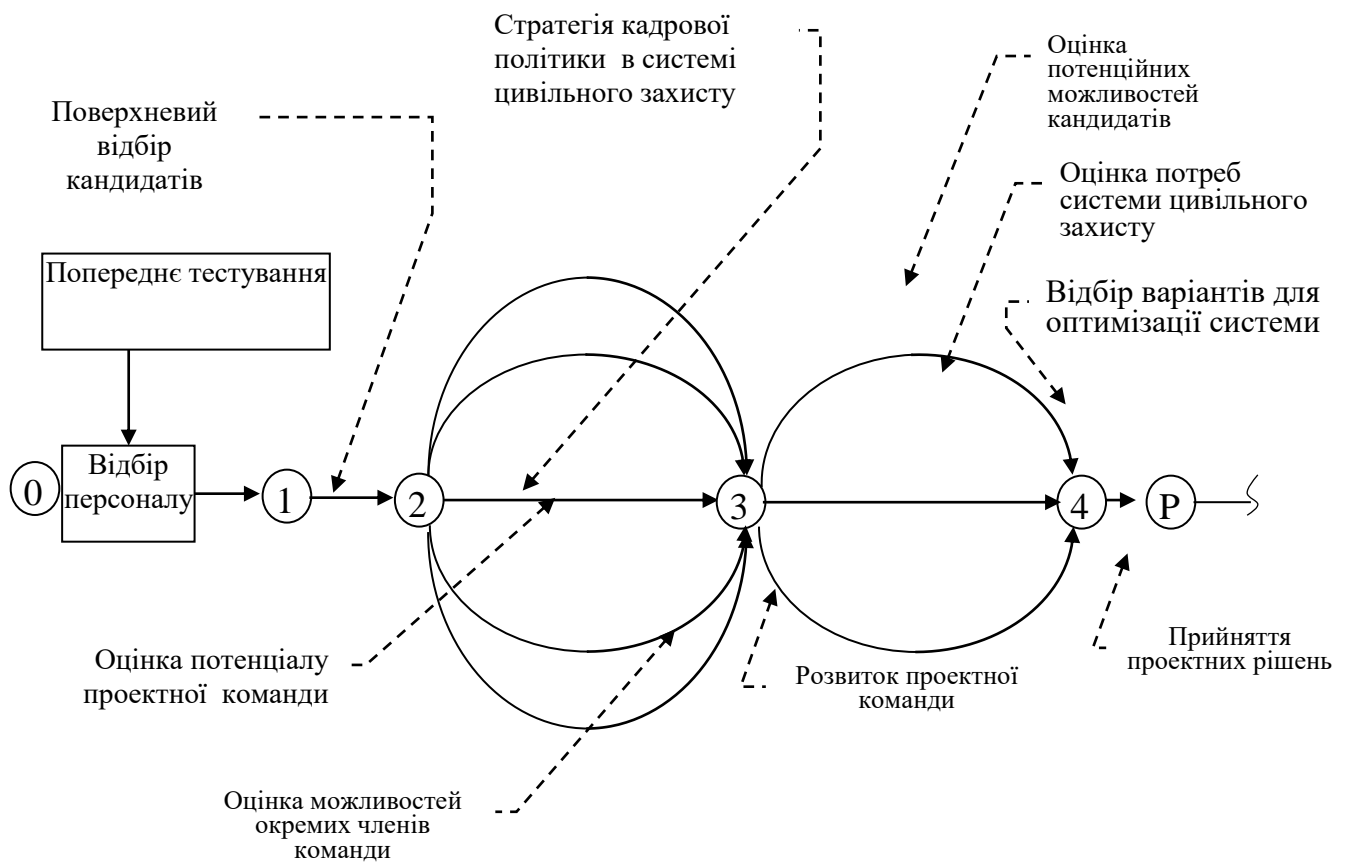 Стратегія кадрової
політики в системі
цивільного захисту
Оцінка
потенційних
можливостей
кандидатів
Поверхневий
відбір
кандидатів
Оцінка потреб
системи цивільного
захисту
Попереднє тестування
Відбір варіантів для
оптимізації системи
0
Відбір
персоналу
1
2
3
4
Р
Оцінка потенціалу
проектної команди
Розвиток проектної
команди
Прийняття
проектних рішень
Оцінка можливостей
окремих членів
команди